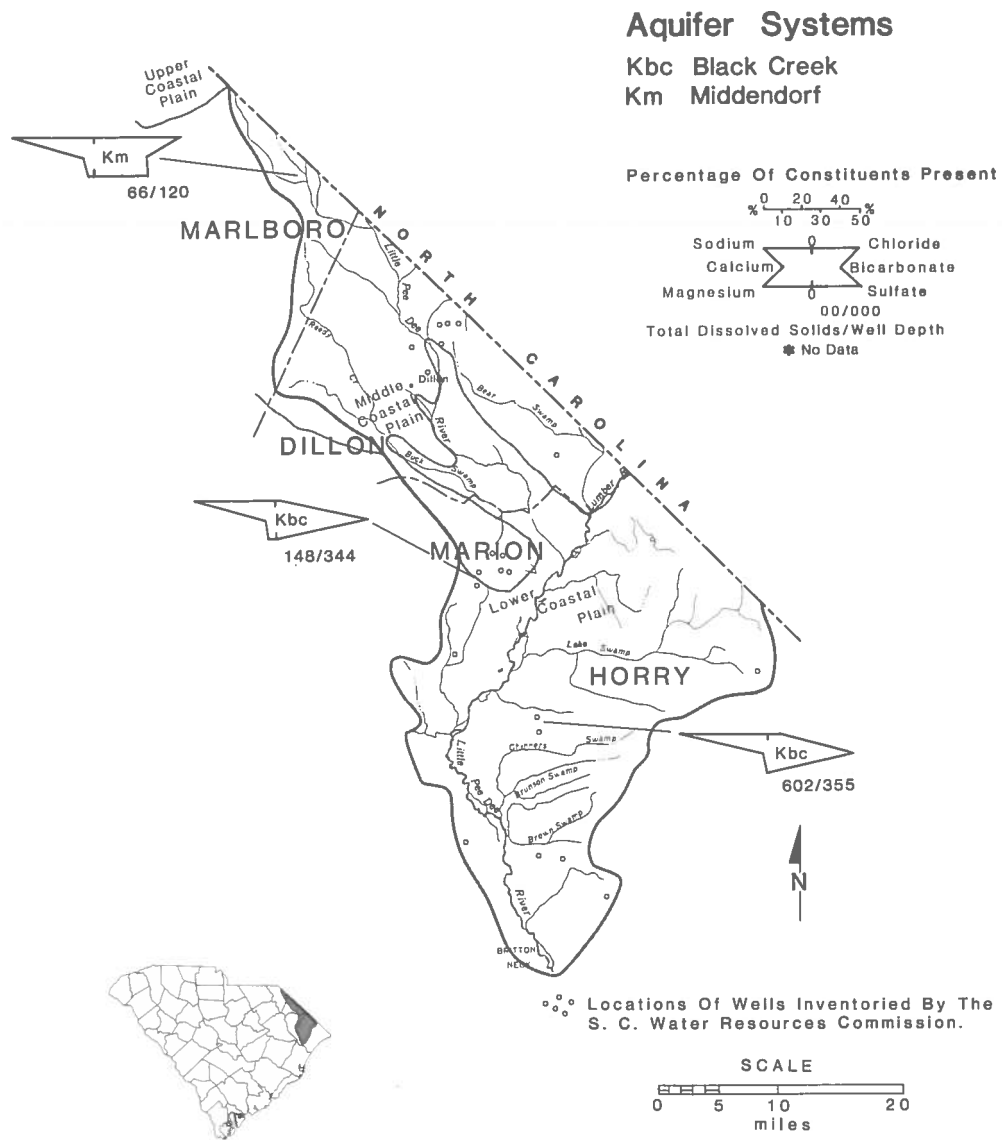 Aquifer Systems
Kbc Black Creek
Km Middendorf
Upper
Coastal
Plain
Km
66/120
Percentage Of Constituents Present
0 20 40
% %
10 30 50
Sodium 0 Chloride
Calcium Bicarbonate
Magnesium 0 Sulfate
00/000
Total Dissolved Solids/Well Depth
✱ No Data
MARLBORO
NORTH CAROLINA
Little
Pee
Dee
River
Reedy
Cr
Dillon
Middle
Coastal
Plain
Bear Swamp
DILLON
Buck Swamp
Lumber R
Kbc
148/344
MARION
Lower Coastal
Plain
Lake Swamp
HORRY
Chinners Swamp
Kbc
602/355
Brunson Swamp
Brown Swamp
Little
Pee Dee
River
N
BRITTON
NECK
Locations Of Wells Inventoried By The
S. C. Water Resources Commission.
SCALE
0 5 10 20
miles